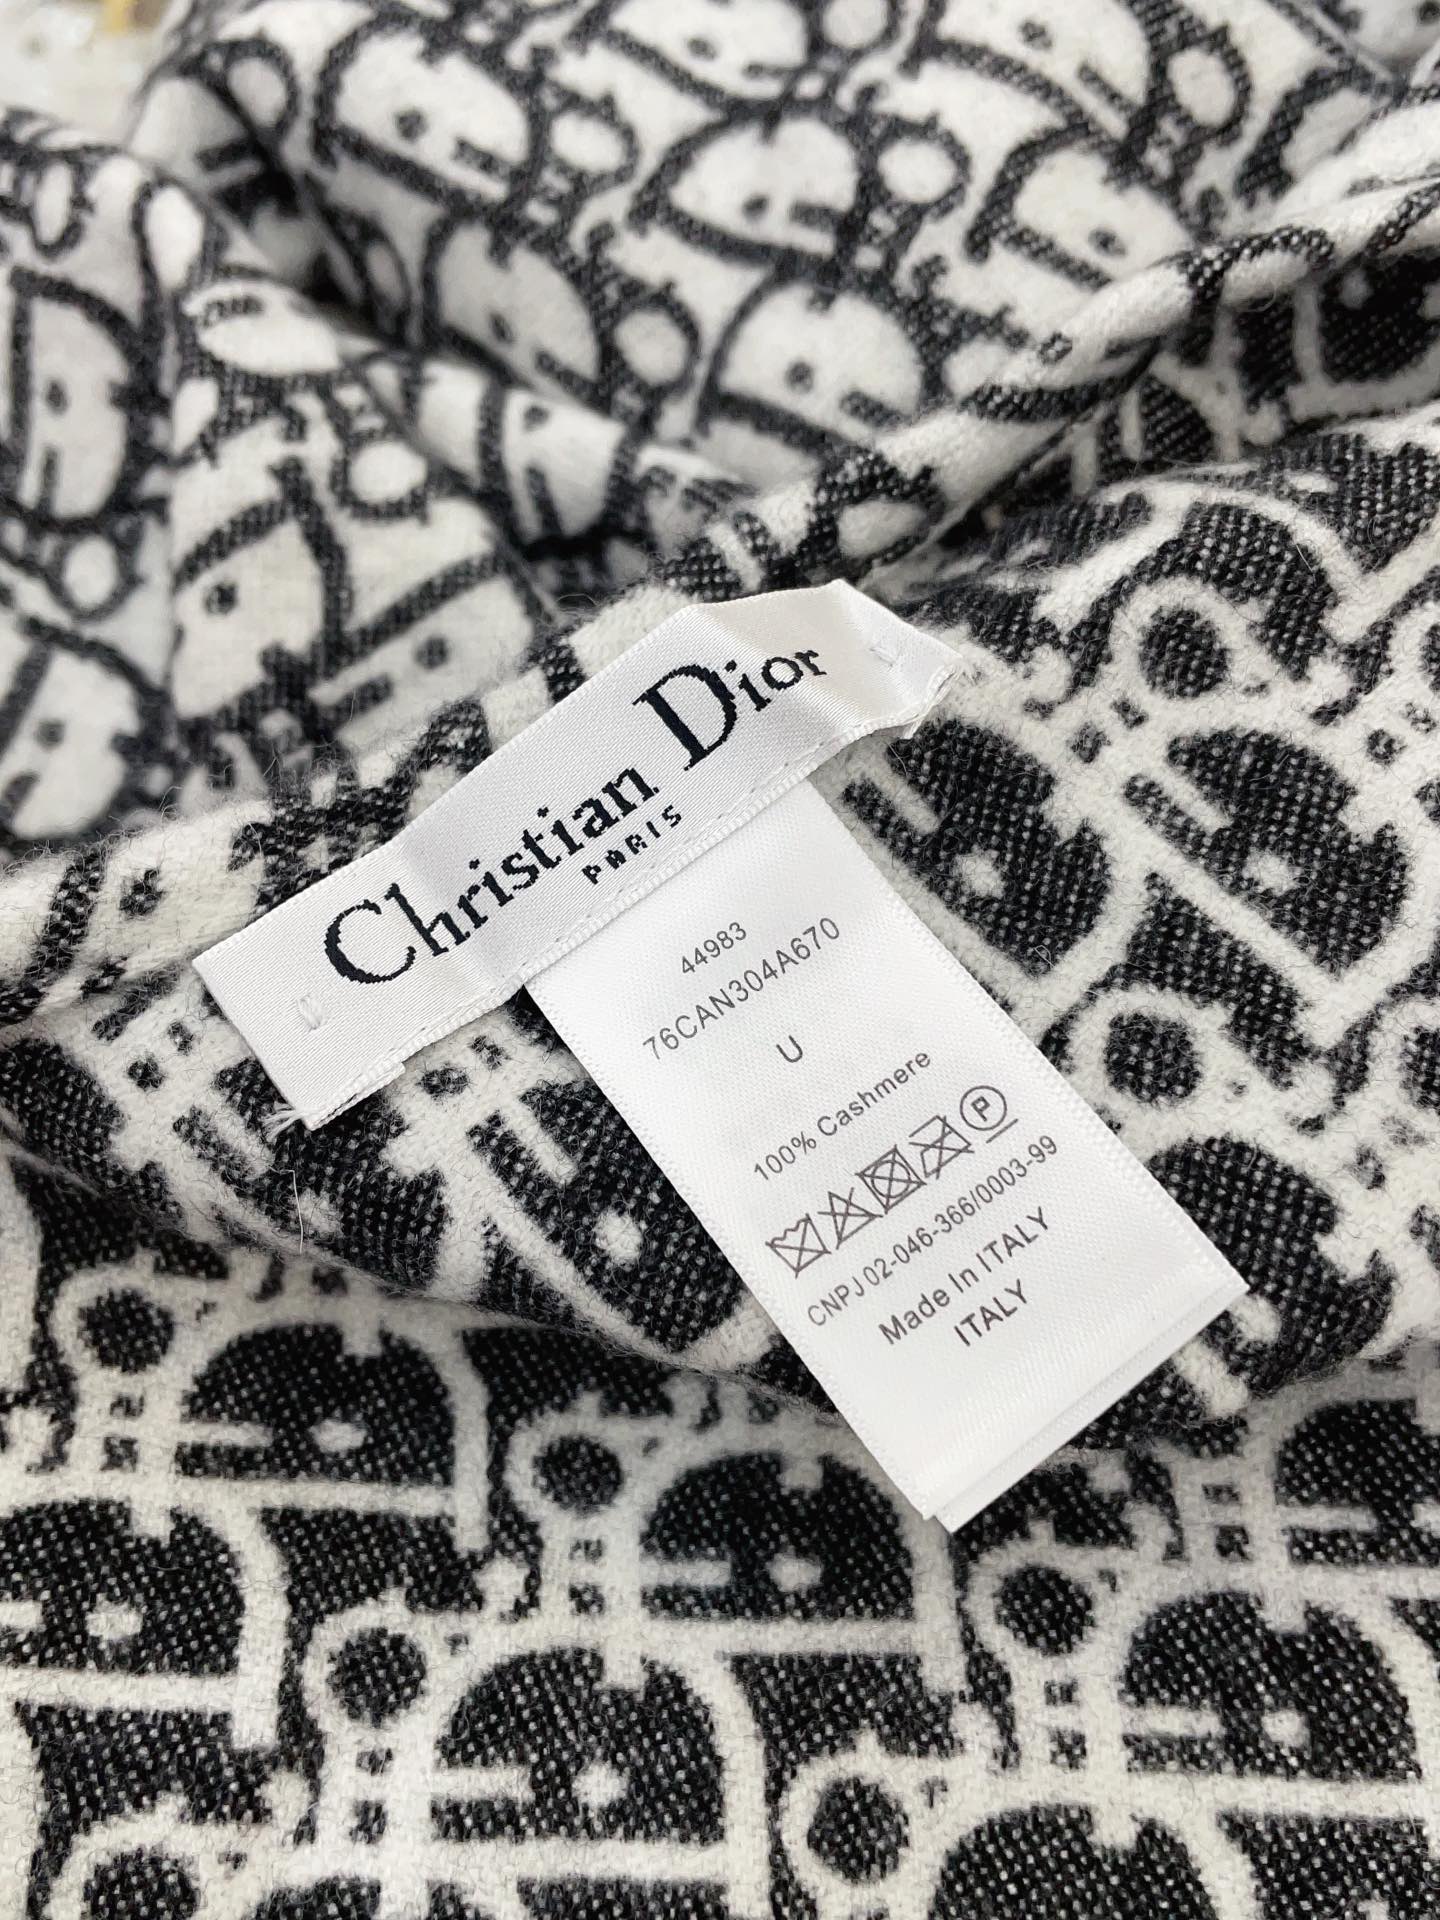 Christian Dior
PARIS
44983
76CAN304A670
U
100% Cashmere
P
CNPJ 02-046-366/0003-99
Made In ITALY
ITALY